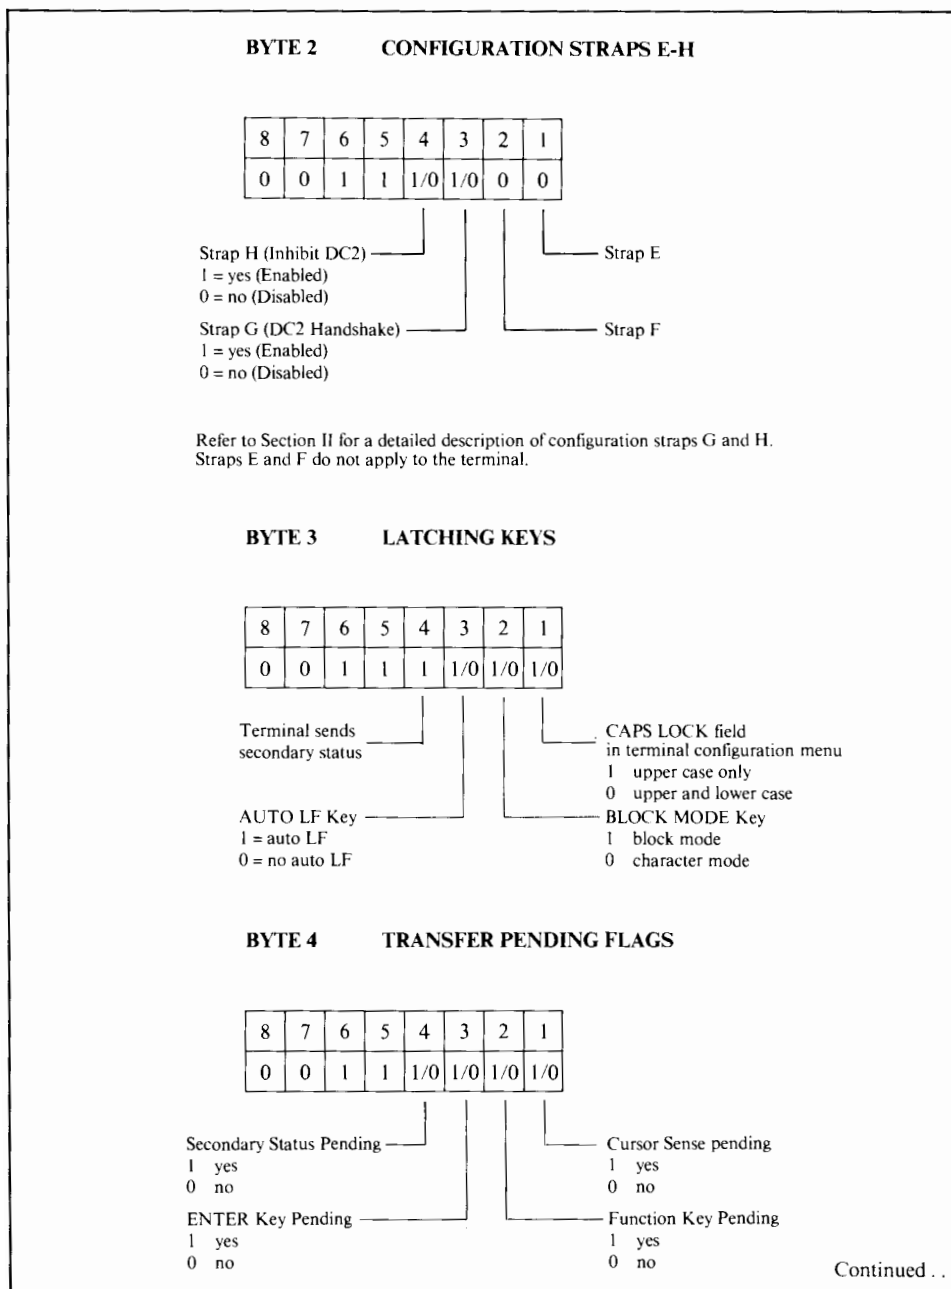 BYTE 2 CONFIGURATION STRAPS E-H
8 7 6 5 4 3 2 1
0 0 1 1 1/0 1/0 0 0
Strap H (Inhibit DC2)
1 = yes (Enabled)
0 = no (Disabled)
Strap E
Strap G (DC2 Handshake)
1 = yes (Enabled)
0 = no (Disabled)
Strap F
Refer to Section II for a detailed description of configuration straps G and H.
Straps E and F do not apply to the terminal.
BYTE 3 LATCHING KEYS
8 7 6 5 4 3 2 1
0 0 1 1 1 1/0 1/0 1/0
Terminal sends
secondary status
CAPS LOCK field
in terminal configuration menu
1 upper case only
0 upper and lower case
AUTO LF Key
1 = auto LF
0 = no auto LF
BLOCK MODE Key
1 block mode
0 character mode
BYTE 4 TRANSFER PENDING FLAGS
8 7 6 5 4 3 2 1
0 0 1 1 1/0 1/0 1/0 1/0
Secondary Status Pending
1 yes
0 no
Cursor Sense pending
1 yes
0 no
ENTER Key Pending
1 yes
0 no
Function Key Pending
1 yes
0 no
Continued . .